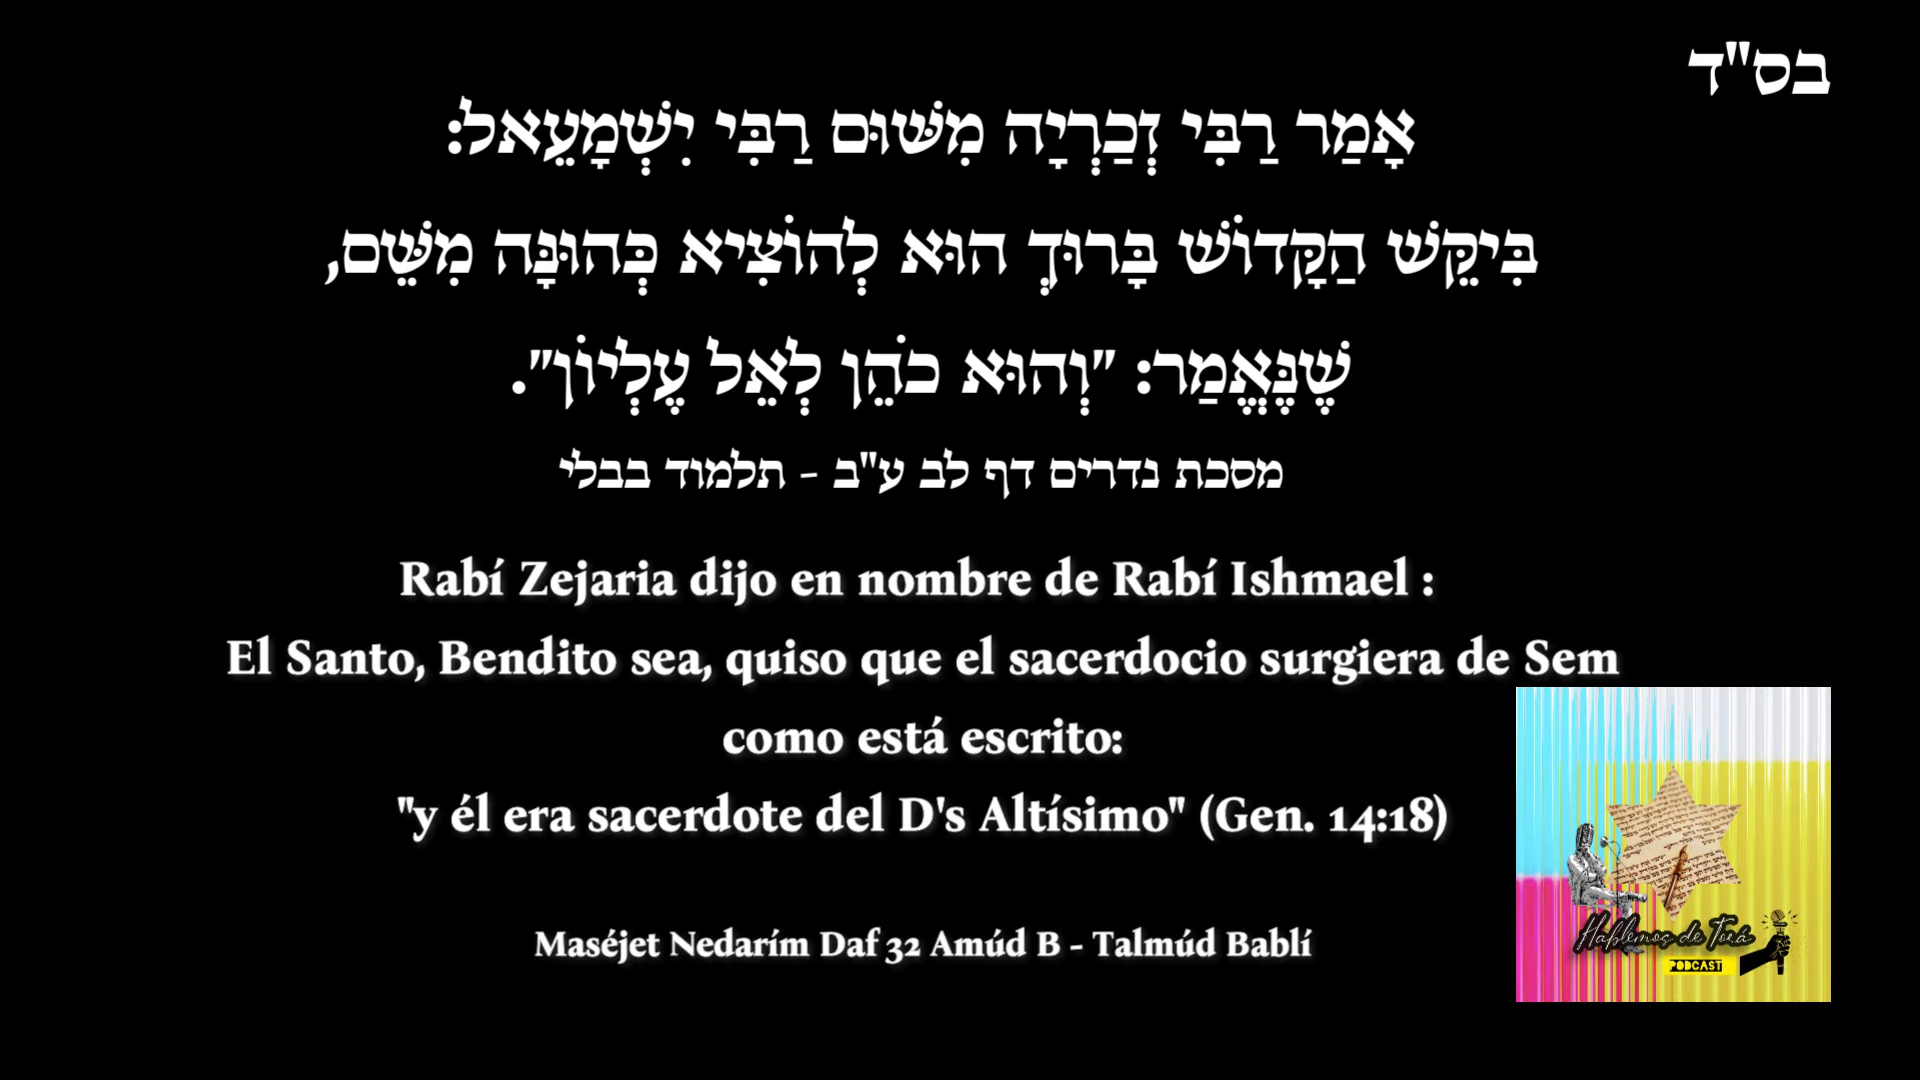 בס"ד
אָמַר רַבִּי זְכַרְיָה מִשּׁוּם רַבִּי יִשְׁמָעֵאל:
בִּיקֵּשׁ הַקָּדוֹשׁ בָּרוּךְ הוּא לְהוֹצִיא כְּהוּנָּה מִשֵּׁם,
שֶׁנֶּאֱמַר: "וְהוּא כֹהֵן לְאֵל עֶלְיוֹן".
מסכת נדרים דף לב ע"ב - תלמוד בבלי
Rabí Zejaria dijo en nombre de Rabí Ishmael :
El Santo, Bendito sea, quiso que el sacerdocio surgiera de Sem
como está escrito:
"y él era sacerdote del D's Altísimo" (Gen. 14:18)
Maséjet Nedarím Daf 32 Amúd B - Talmúd Bablí
Hablemos de Torá
PODCAST